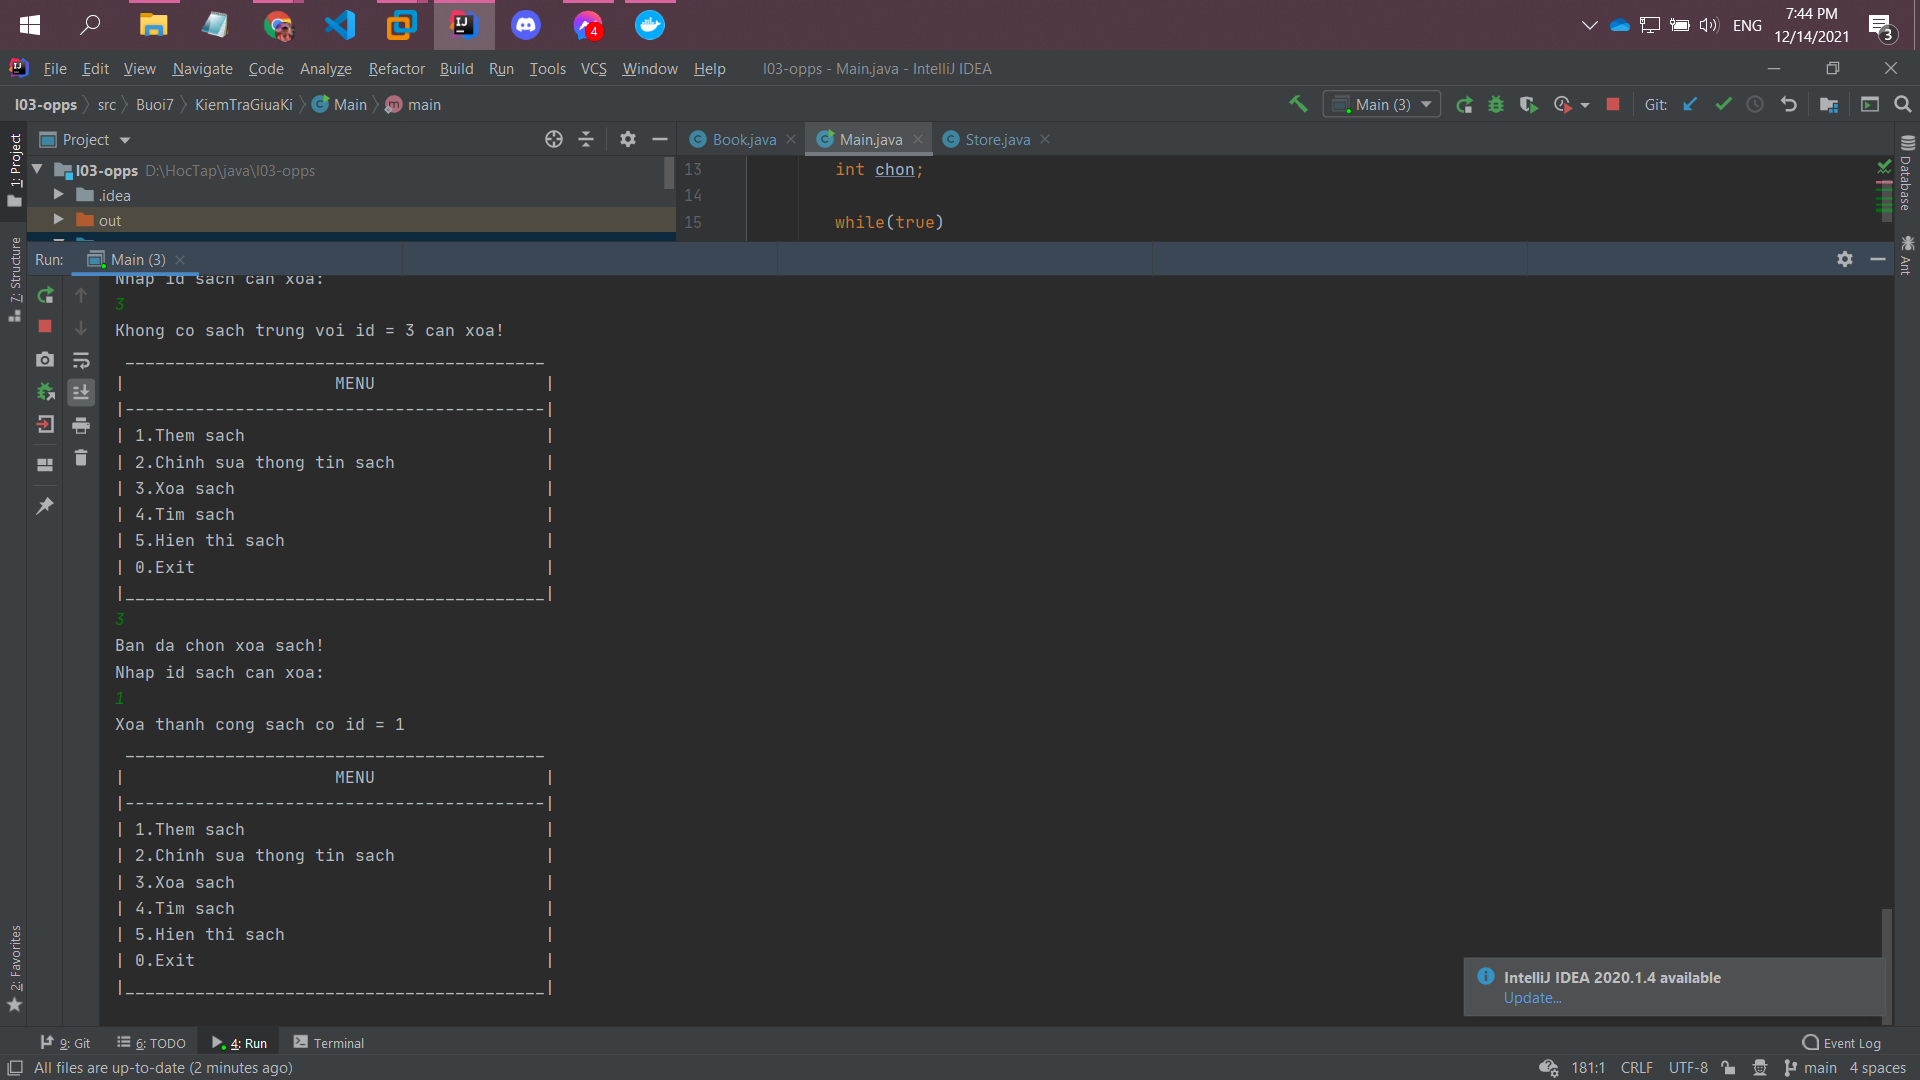 7:44 PM
ENG
12/14/2021
4
3
File Edit View Navigate Code Analyze Refactor Build Run Tools VCS Window Help l03-opps - Main.java - IntelliJ IDEA
l03-opps src Buoi7 KiemTraGiuaKi Main main Main (3) Git:
1: Project
Project
Book.java Main.java Store.java
l03-opps D:\HocTap\java\l03-opps
.idea
out
13 int chon;
14
15 while(true)
Database
Ant
7: Structure
2: Favorites
Run: Main (3)
Nhap id sach can xoa:
3
Khong co sach trung voi id = 3 can xoa!
 __________________________________________
| MENU |
|------------------------------------------|
| 1.Them sach |
| 2.Chinh sua thong tin sach |
| 3.Xoa sach |
| 4.Tim sach |
| 5.Hien thi sach |
| 0.Exit |
|__________________________________________|
3
Ban da chon xoa sach!
Nhap id sach can xoa:
1
Xoa thanh cong sach co id = 1
 __________________________________________
| MENU |
|------------------------------------------|
| 1.Them sach |
| 2.Chinh sua thong tin sach |
| 3.Xoa sach |
| 4.Tim sach |
| 5.Hien thi sach |
| 0.Exit |
|__________________________________________|
IntelliJ IDEA 2020.1.4 available
Update...
9: Git 6: TODO 4: Run Terminal Event Log
All files are up-to-date (2 minutes ago) 181:1 CRLF UTF-8 main 4 spaces